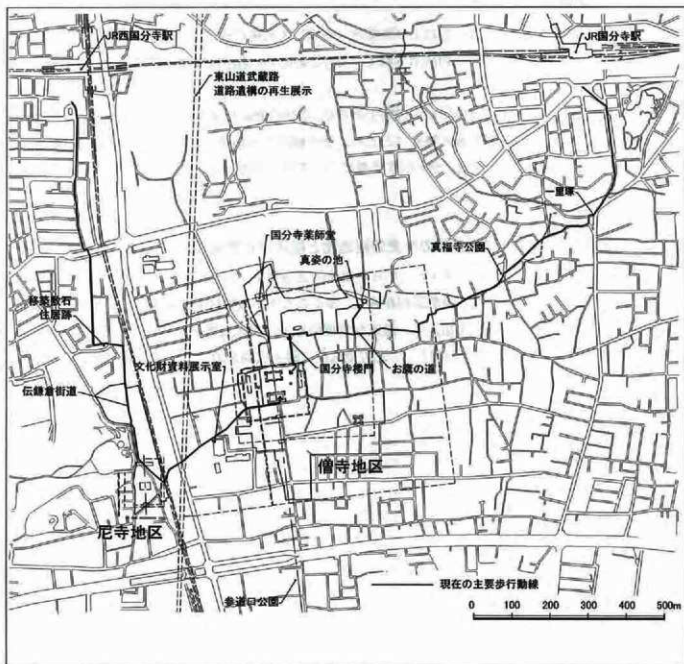 JR西国分寺駅
JR国分寺駅
東山道武蔵路
道路遺構の再生展示
一里塚
国分寺薬師堂
真姿の池
真福寺公園
移築敷石
住居跡
文化財資料展示室
国分寺楼門
お鷹の道
伝鎌倉街道
僧寺地区
尼寺地区
現在の主要歩行動線
参道口公園
0 100 200 300 400 500m